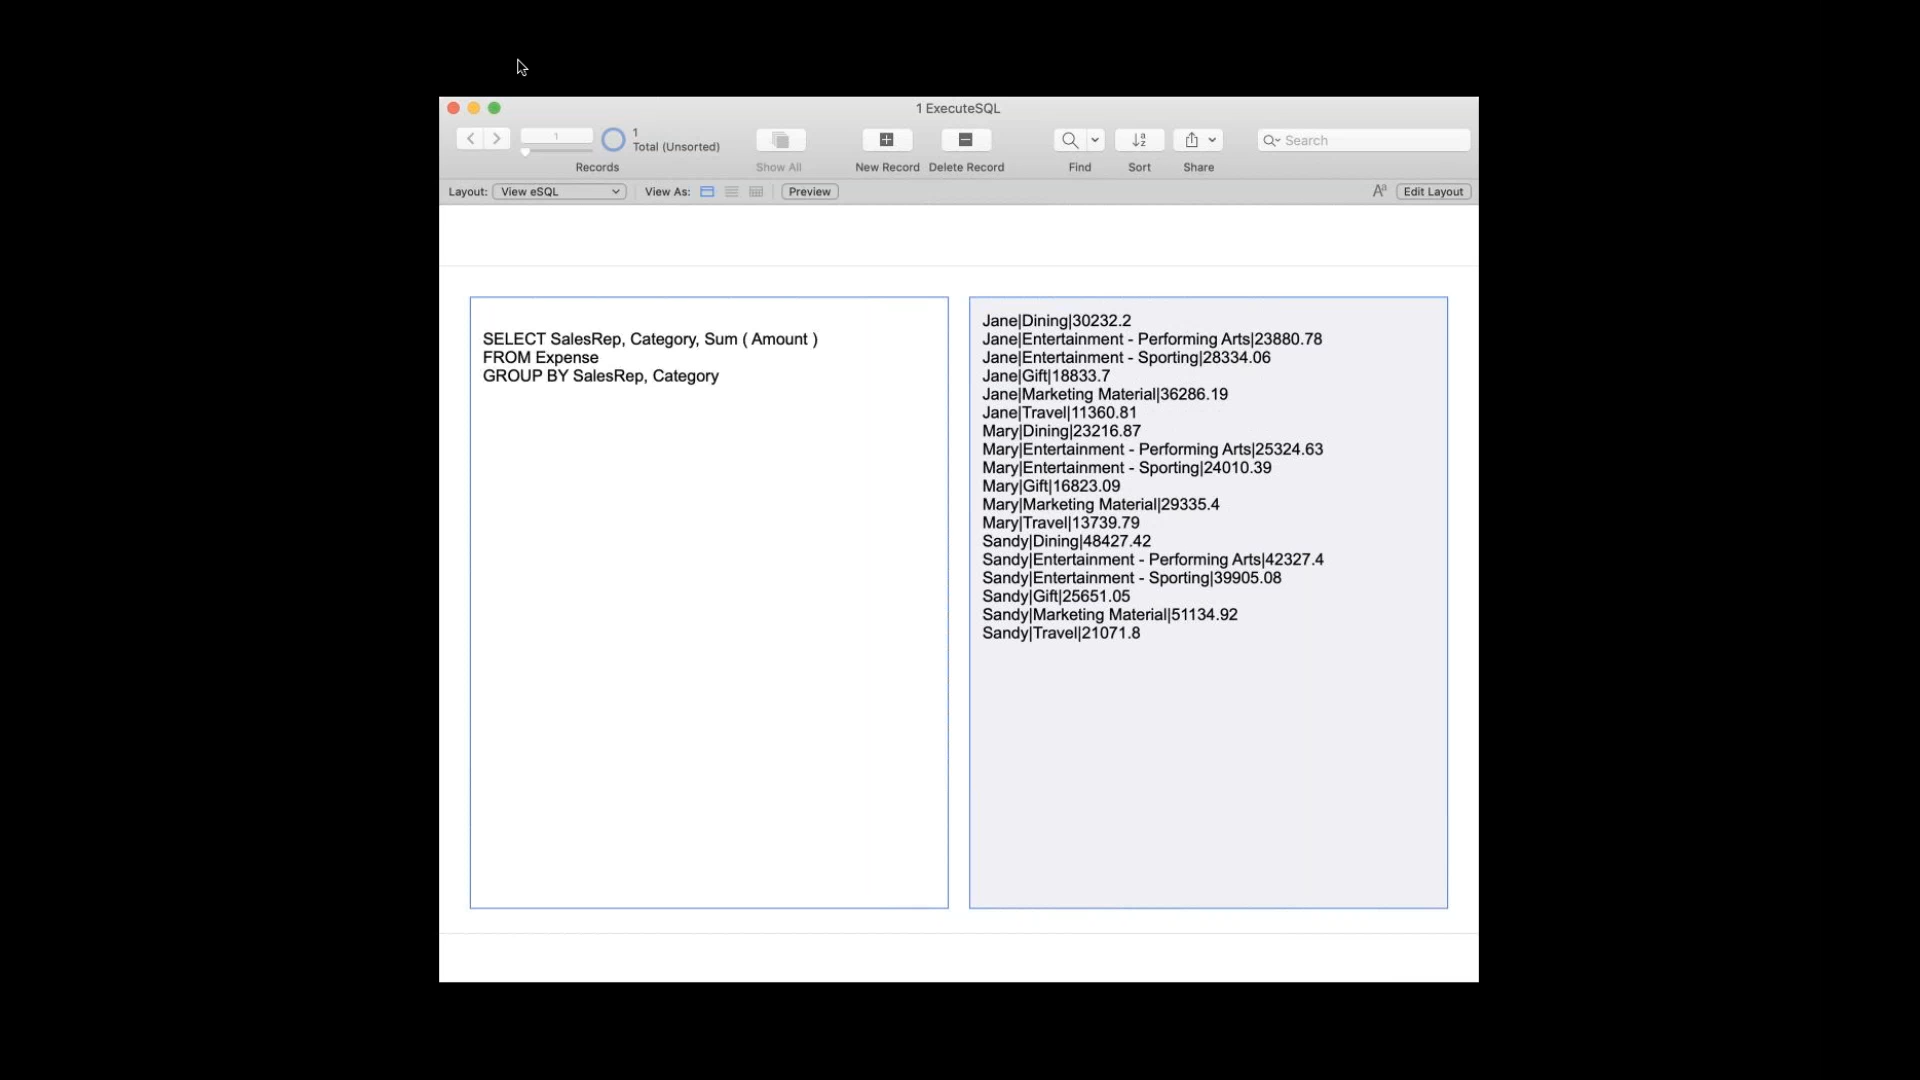 1 ExecuteSQL
1
1
Total (Unsorted)
Records
Show All
New Record
Delete Record
Find
Sort
Share
Search
Layout: View eSQL
View As:
Preview
Aa
Edit Layout
SELECT SalesRep, Category, Sum ( Amount )
FROM Expense
GROUP BY SalesRep, Category
Jane|Dining|30232.2
Jane|Entertainment - Performing Arts|23880.78
Jane|Entertainment - Sporting|28334.06
Jane|Gift|18833.7
Jane|Marketing Material|36286.19
Jane|Travel|11360.81
Mary|Dining|23216.87
Mary|Entertainment - Performing Arts|25324.63
Mary|Entertainment - Sporting|24010.39
Mary|Gift|16823.09
Mary|Marketing Material|29335.4
Mary|Travel|13739.79
Sandy|Dining|48427.42
Sandy|Entertainment - Performing Arts|42327.4
Sandy|Entertainment - Sporting|39905.08
Sandy|Gift|25651.05
Sandy|Marketing Material|51134.92
Sandy|Travel|21071.8